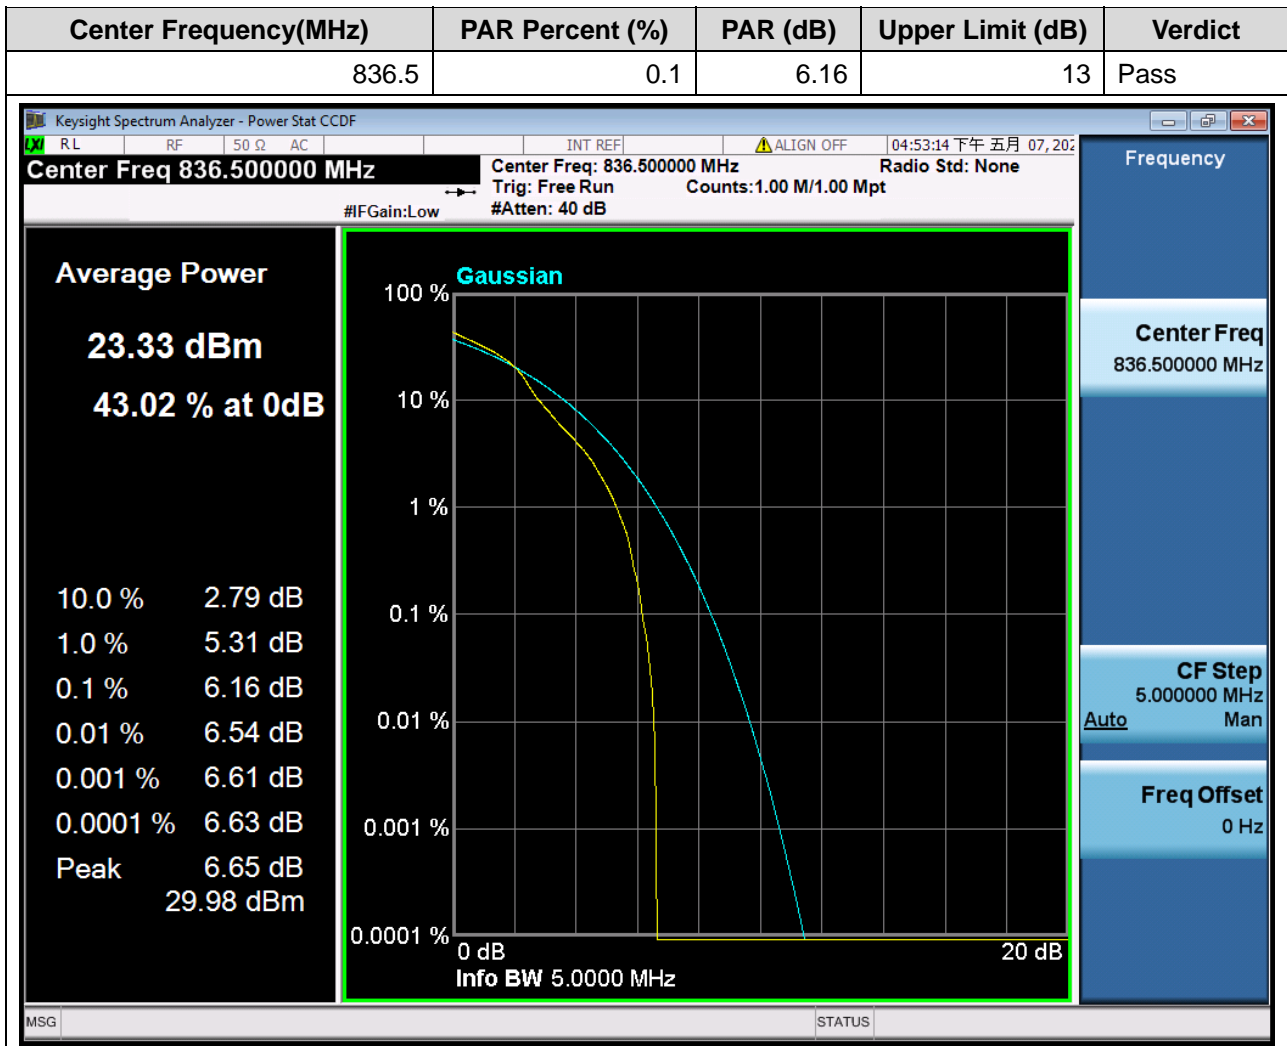 Center Frequency(MHz) PAR Percent (%) PAR (dB) Upper Limit (dB) Verdict
836.5 0.1 6.16 13 Pass
Keysight Spectrum Analyzer - Power Stat CCDF
LXI RL RF 50 Ω AC INT REF ALIGN OFF 04:53:14 下午 五月 07, 202
Center Freq 836.500000 MHz
Center Freq: 836.500000 MHz Radio Std: None
Trig: Free Run Counts:1.00 M/1.00 Mpt
#IFGain:Low #Atten: 40 dB
Average Power
23.33 dBm
43.02 % at 0dB
10.0 % 2.79 dB
1.0 % 5.31 dB
0.1 % 6.16 dB
0.01 % 6.54 dB
0.001 % 6.61 dB
0.0001 % 6.63 dB
Peak 6.65 dB
29.98 dBm
Gaussian
100 %
10 %
1 %
0.1 %
0.01 %
0.001 %
0.0001 %
0 dB 20 dB
Info BW 5.0000 MHz
Frequency
Center Freq
836.500000 MHz
CF Step
5.000000 MHz
Auto Man
Freq Offset
0 Hz
MSG STATUS